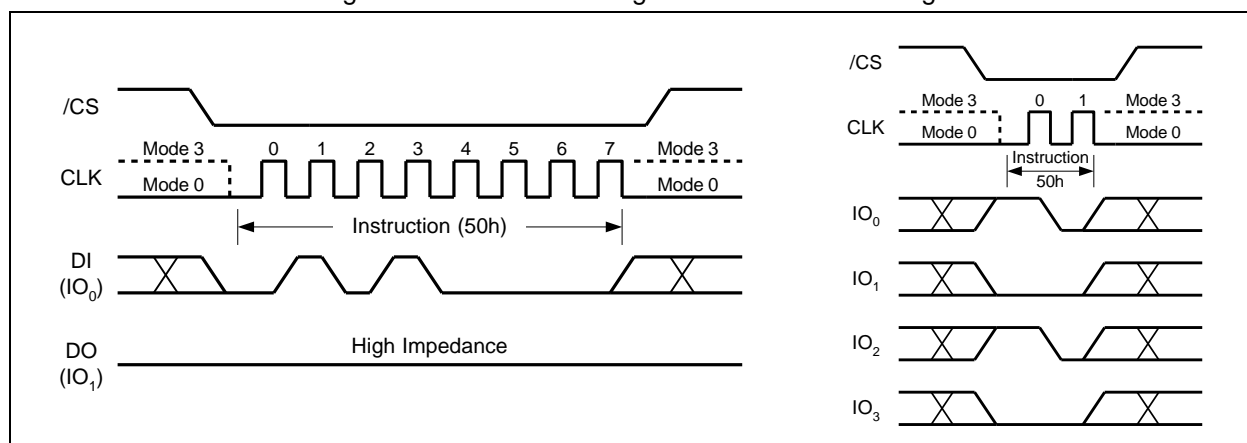 /CS
Mode 3 0 1 2 3 4 5 6 7 Mode 3
CLK Mode 0 Mode 0
Instruction (50h)
DI
(IO0)
High Impedance
DO
(IO1)
/CS
Mode 3 0 1 Mode 3
CLK Mode 0 Mode 0
Instruction
50h
IO0
IO1
IO2
IO3